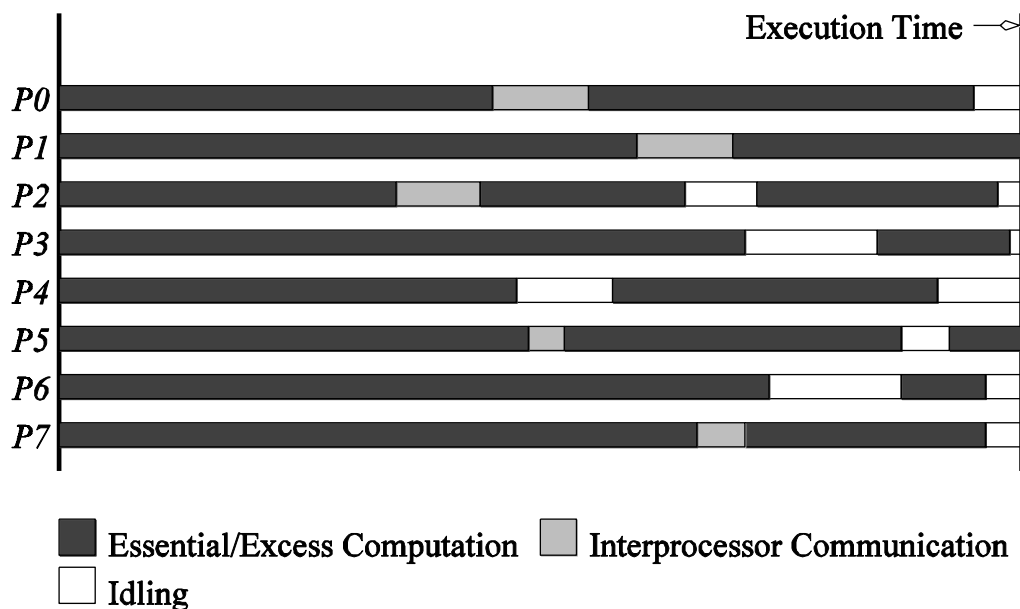 Execution Time
P0
P1
P2
P3
P4
P5
P6
P7
Essential/Excess Computation
Interprocessor Communication
Idling